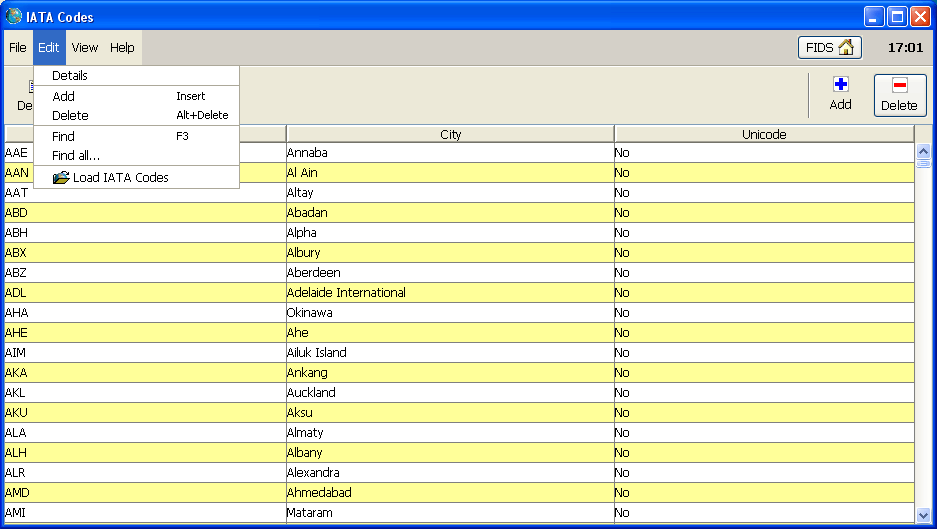 IATA Codes
File Edit View Help FIDS 17:01
Details
Add Insert
Delete Alt+Delete
Find F3
Find all...
Load IATA Codes
De Add Delete
City Unicode
AAE Annaba No
AAN Al Ain No
AAT Altay No
ABD Abadan No
ABH Alpha No
ABX Albury No
ABZ Aberdeen No
ADL Adelaide International No
AHA Okinawa No
AHE Ahe No
AIM Ailuk Island No
AKA Ankang No
AKL Auckland No
AKU Aksu No
ALA Almaty No
ALH Albany No
ALR Alexandra No
AMD Ahmedabad No
AMI Mataram No